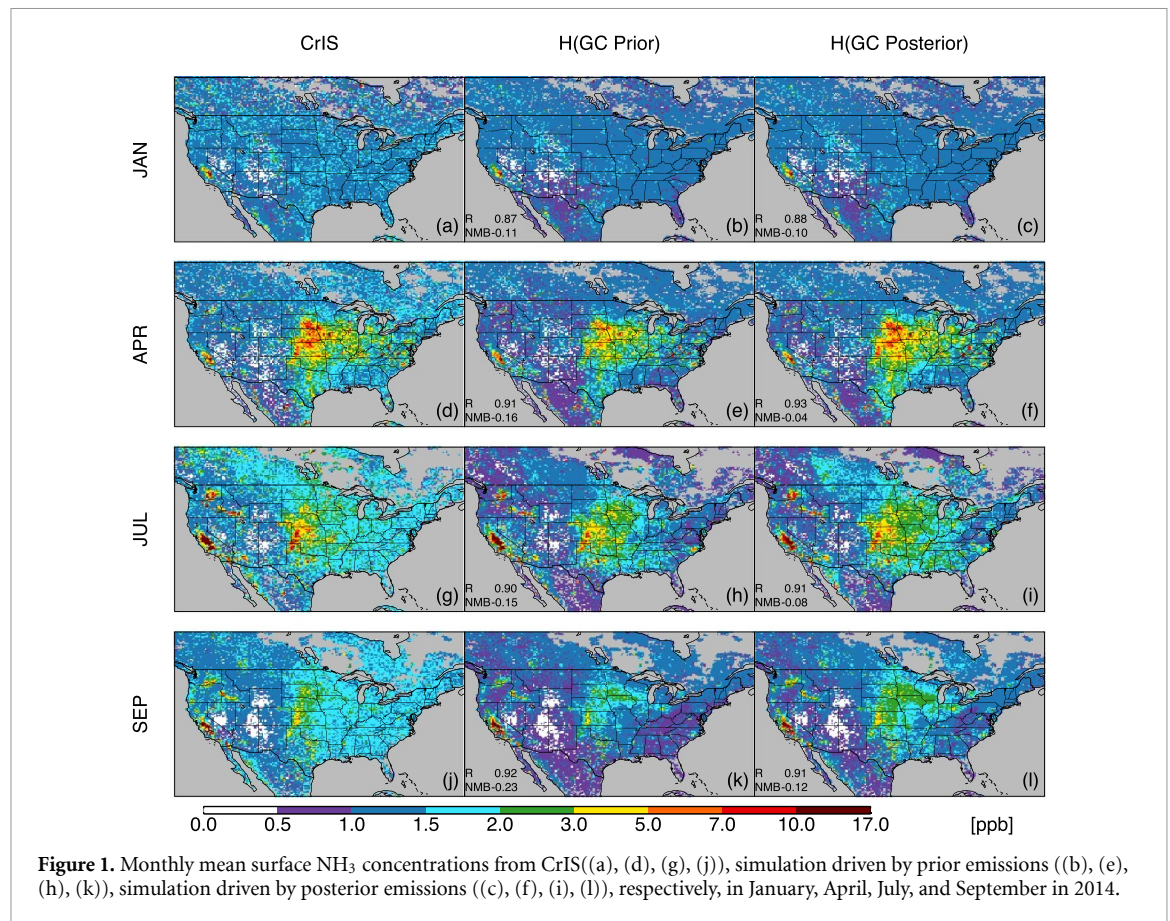 CrIS H(GC Prior) H(GC Posterior)
JAN
(a)
R 0.87
NMB-0.11 (b)
R 0.88
NMB-0.10 (c)
APR
(d)
R 0.91
NMB-0.16 (e)
R 0.93
NMB-0.04 (f)
JUL
(g)
R 0.90
NMB-0.15 (h)
R 0.91
NMB-0.08 (i)
SEP
(j)
R 0.92
NMB-0.23 (k)
R 0.91
NMB-0.12 (l)
0.0 0.5 1.0 1.5 2.0 3.0 5.0 7.0 10.0 17.0 [ppb]
Figure 1. Monthly mean surface NH₃ concentrations from CrIS((a), (d), (g), (j)), simulation driven by prior emissions ((b), (e),
(h), (k)), simulation driven by posterior emissions ((c), (f), (i), (l)), respectively, in January, April, July, and September in 2014.